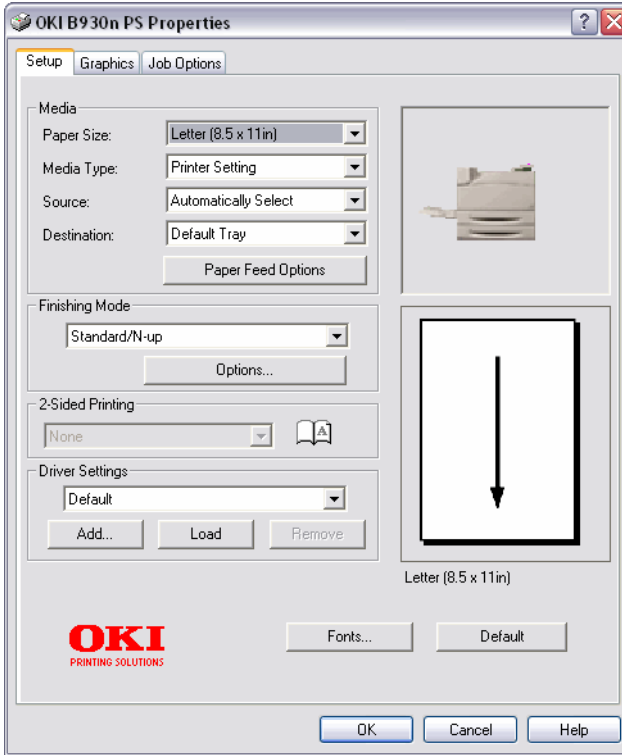 OKI B930n PS Properties
?
Setup Graphics Job Options
Media
Paper Size: Letter (8.5 x 11in)
Media Type: Printer Setting
Source: Automatically Select
Destination: Default Tray
Paper Feed Options
Finishing Mode
Standard/N-up
Options...
2-Sided Printing
None
A
Driver Settings
Default
Add... Load Remove
Letter (8.5 x 11in)
OKI
PRINTING SOLUTIONS
Fonts... Default
OK Cancel Help